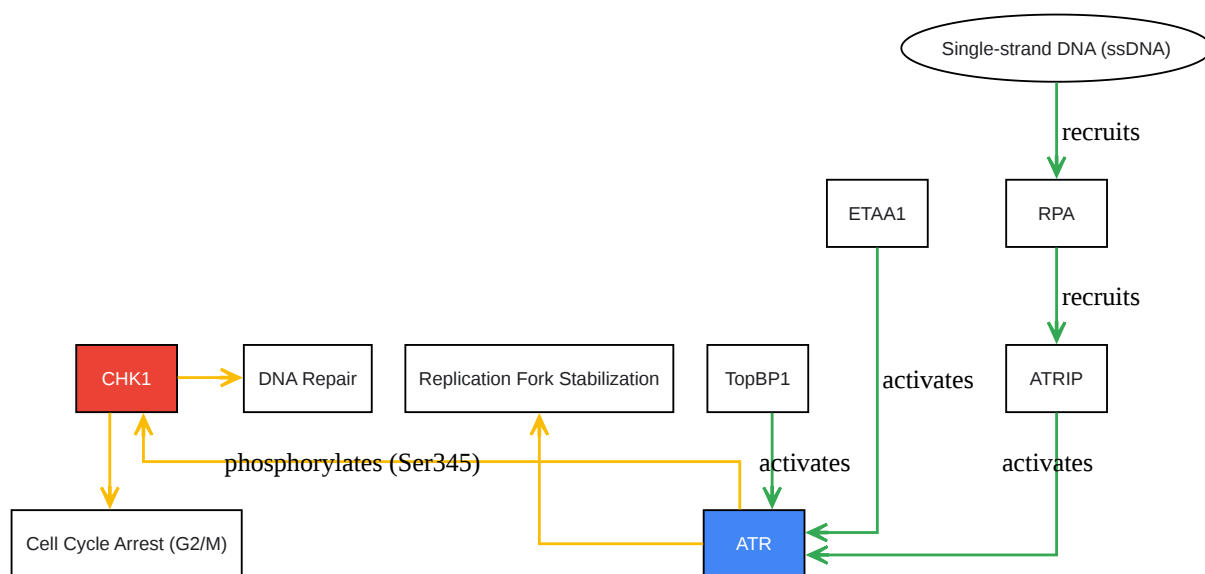 Single-strand DNA (ssDNA)
recruits
ETAA1
RPA
recruits
CHK1
DNA Repair
Replication Fork Stabilization
TopBP1
activates
ATRIP
phosphorylates (Ser345)
activates
activates
Cell Cycle Arrest (G2/M)
ATR